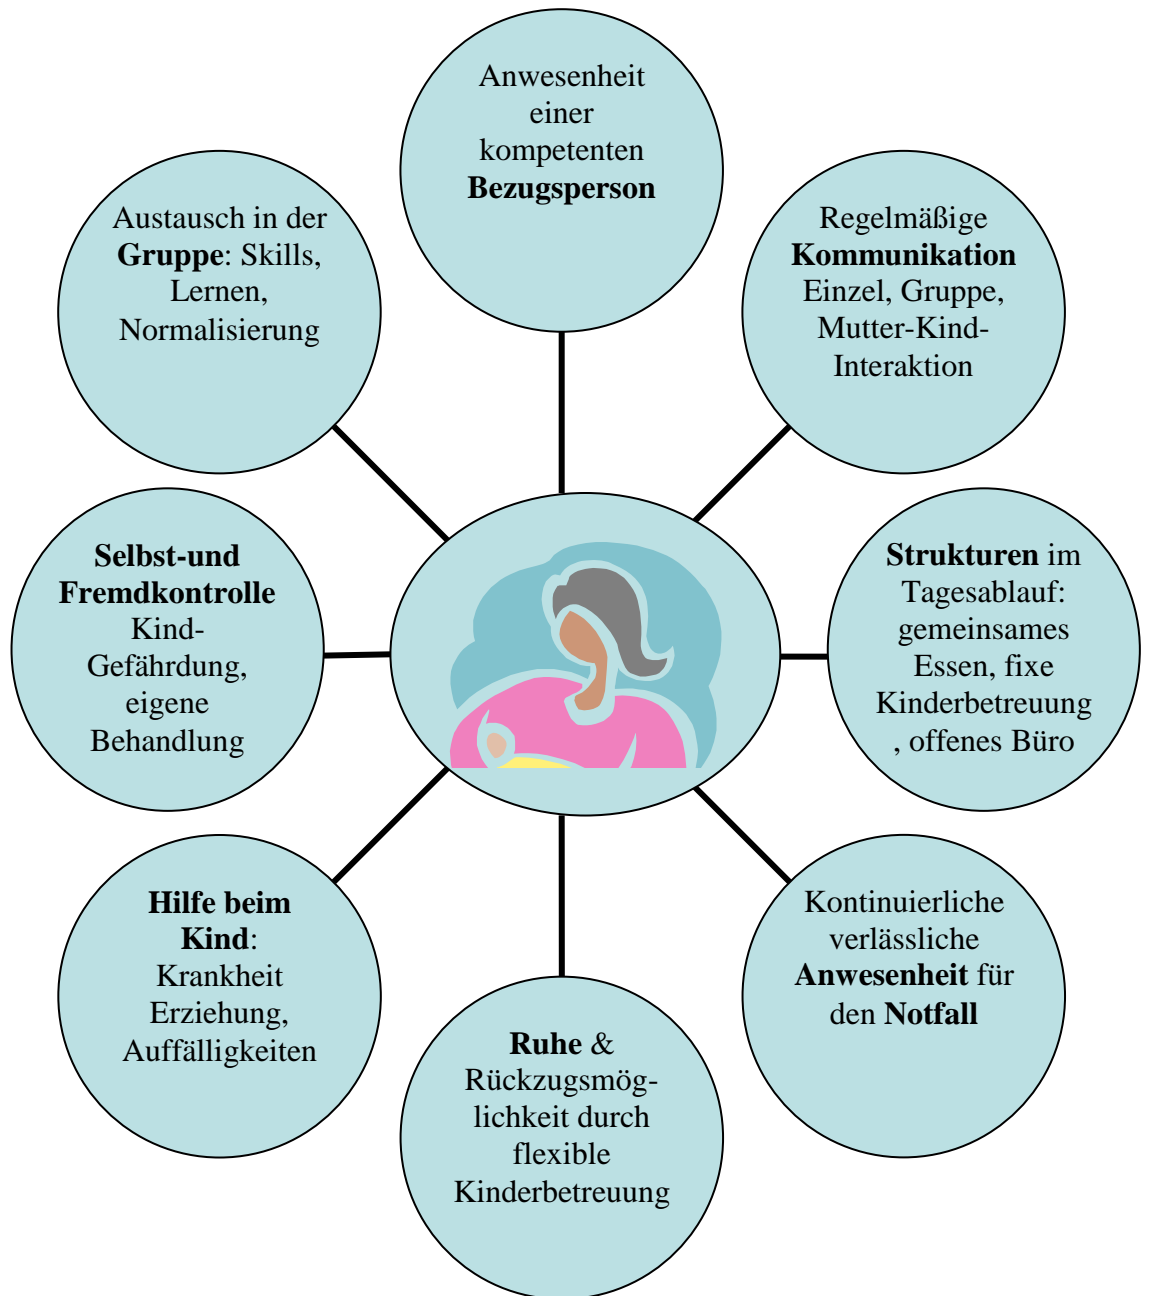 Anwesenheit
einer
kompetenten
Bezugsperson
Regelmäßige
Kommunikation
Einzel, Gruppe,
Mutter-Kind-
Interaktion
Strukturen im
Tagesablauf:
gemeinsames
Essen, fixe
Kinderbetreuung
, offenes Büro
Kontinuierliche
verlässliche
Anwesenheit für
den Notfall
Ruhe &
Rückzugsmög-
lichkeit durch
flexible
Kinderbetreuung
Hilfe beim
Kind:
Krankheit
Erziehung,
Auffälligkeiten
Selbst-und
Fremdkontrolle
Kind-
Gefährdung,
eigene
Behandlung
Austausch in der
Gruppe: Skills,
Lernen,
Normalisierung